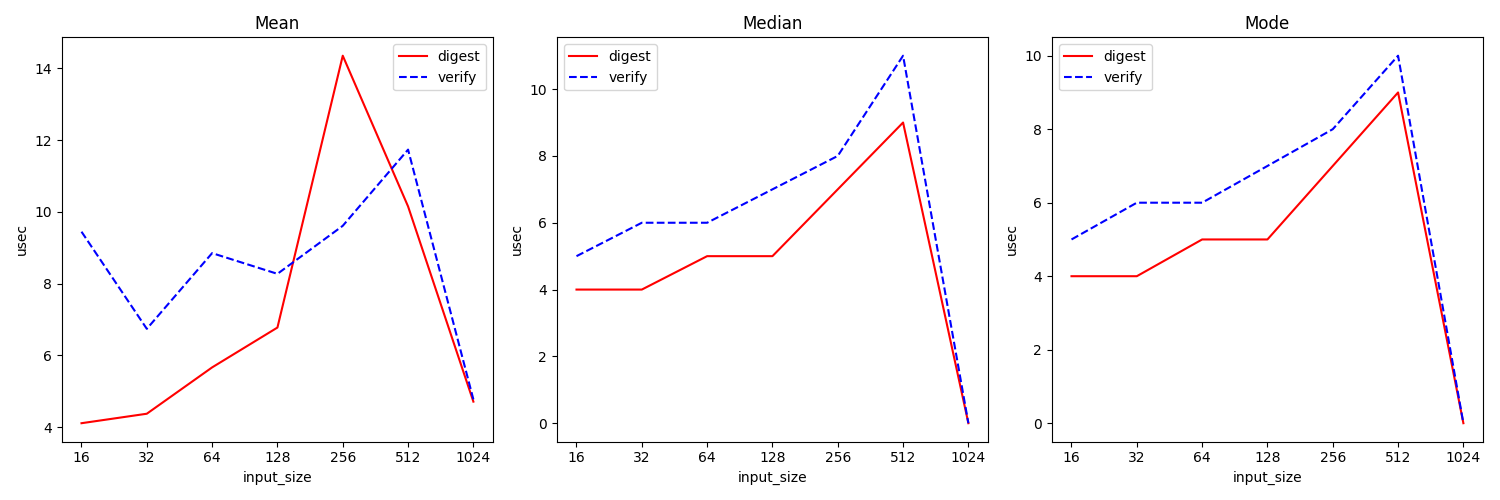 Mean
digest
verify
14
12
10
8
6
4
usec
16 32 64 128 256 512 1024
input_size
Median
digest
verify
10
8
6
4
2
0
usec
16 32 64 128 256 512 1024
input_size
Mode
digest
verify
10
8
6
4
2
0
usec
16 32 64 128 256 512 1024
input_size